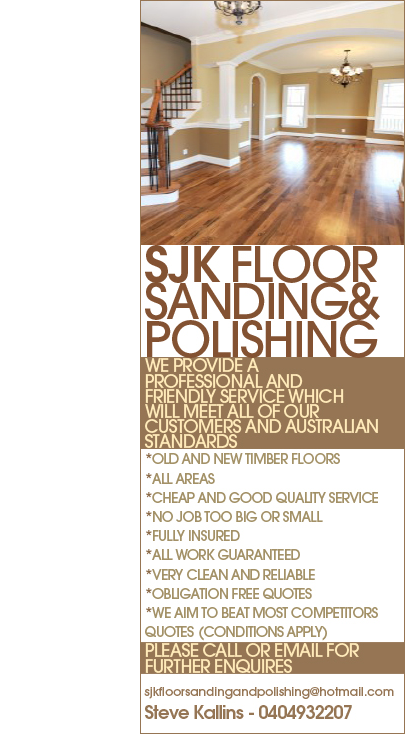 SJK FLOOR
SANDING&
POLISHING
WE PROVIDE A
PROFESSIONAL AND
FRIENDLY SERVICE WHICH
WILL MEET ALL OF OUR
CUSTOMERS AND AUSTRALIAN
STANDARDS
*OLD AND NEW TIMBER FLOORS
*ALL AREAS
*CHEAP AND GOOD QUALITY SERVICE
*NO JOB TOO BIG OR SMALL
*FULLY INSURED
*ALL WORK GUARANTEED
*VERY CLEAN AND RELIABLE
*OBLIGATION FREE QUOTES
*WE AIM TO BEAT MOST COMPETITORS
QUOTES (CONDITIONS APPLY)
PLEASE CALL OR EMAIL FOR
FURTHER ENQUIRES
sjkfloorsandingandpolishing@hotmail.com
Steve Kallins - 0404932207